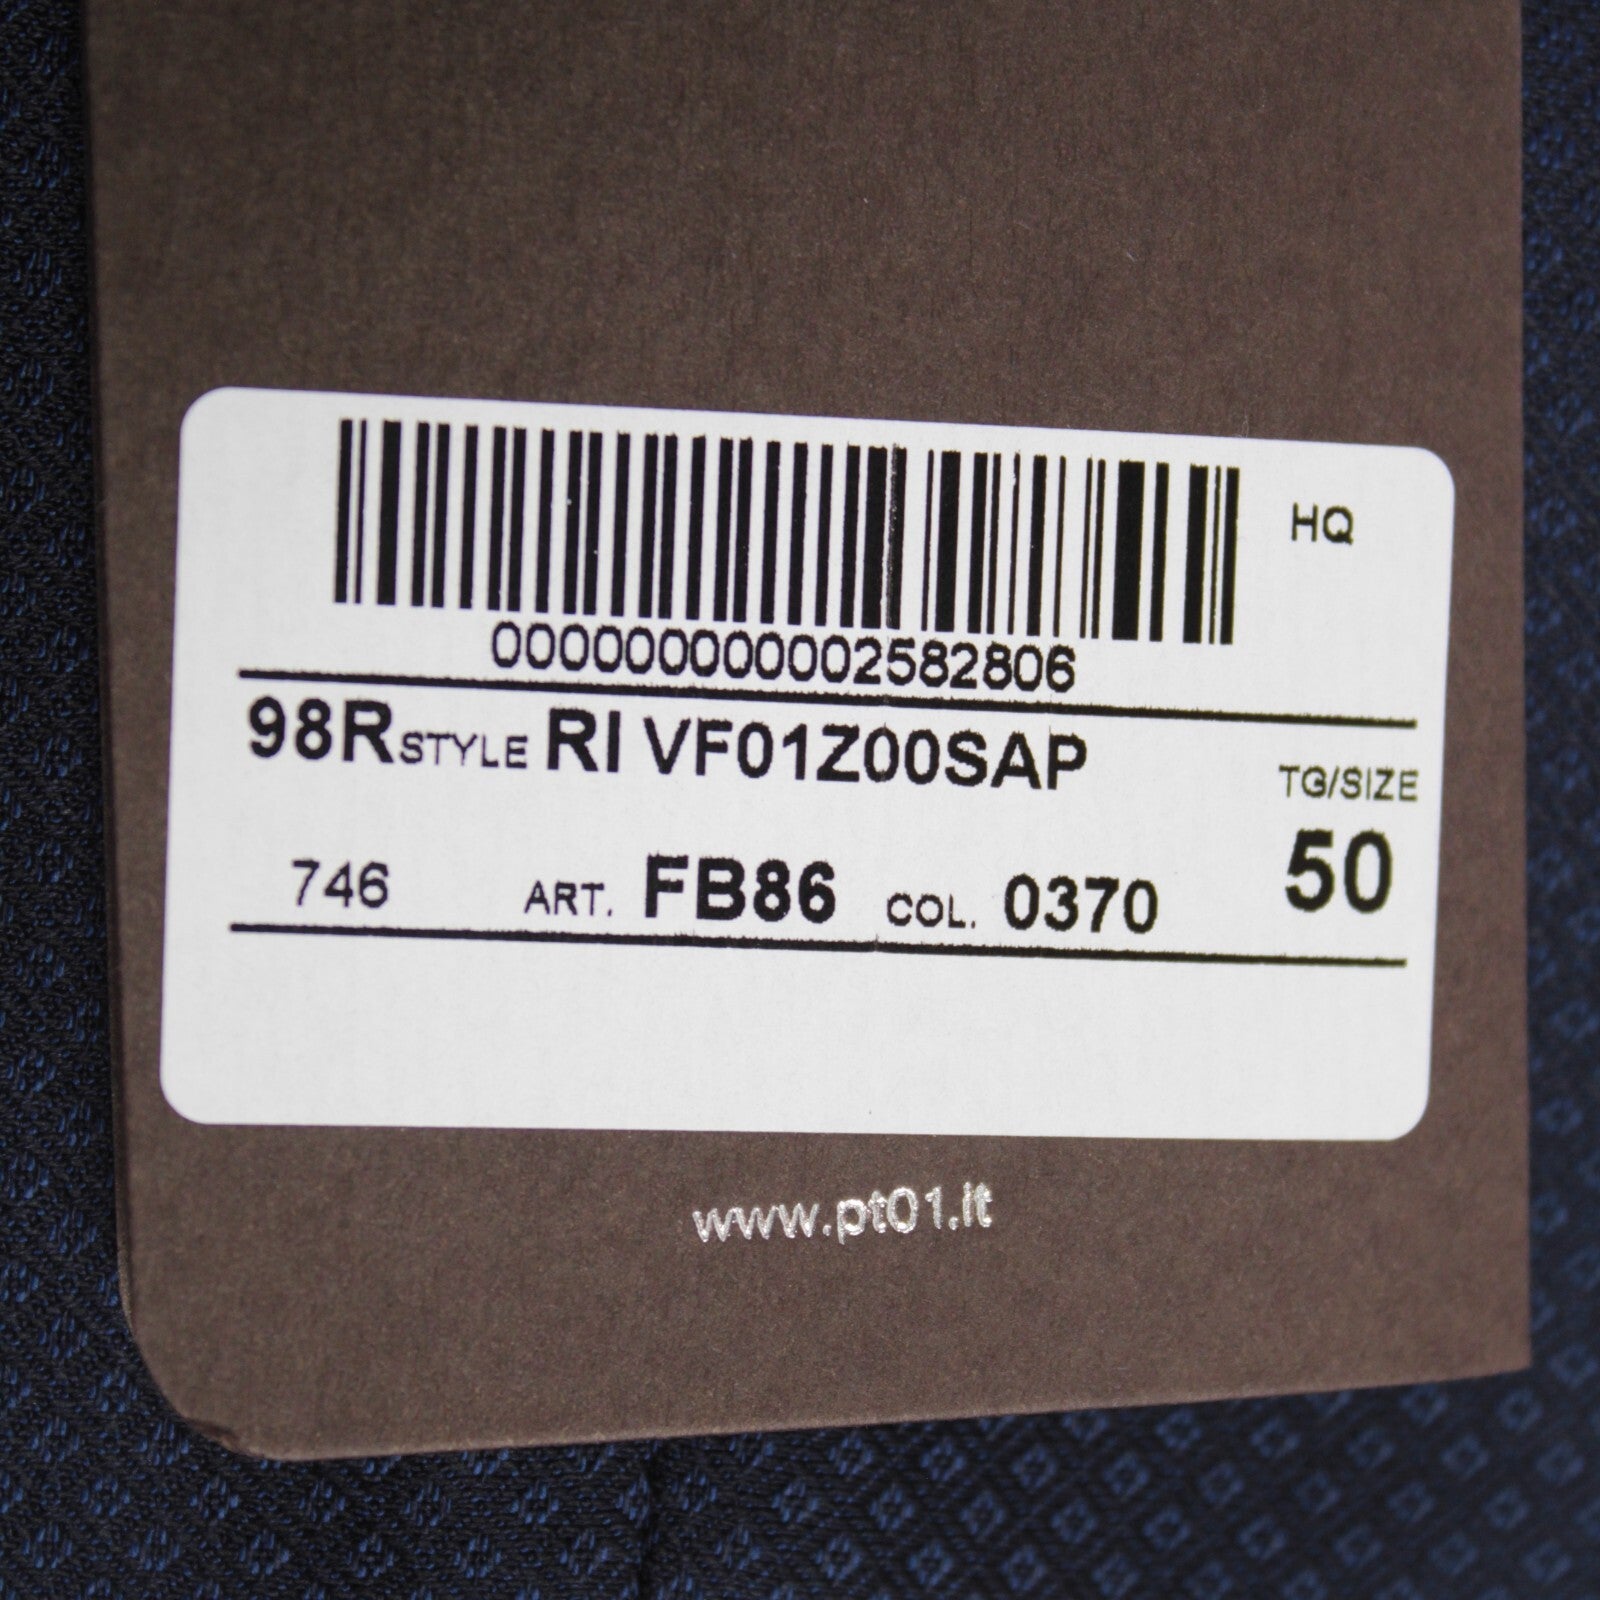 HQ
000000000002582806
98R STYLE RI VF01Z00SAP
TG/SIZE
746 ART. FB86 COL. 0370 50
www.pt01.it